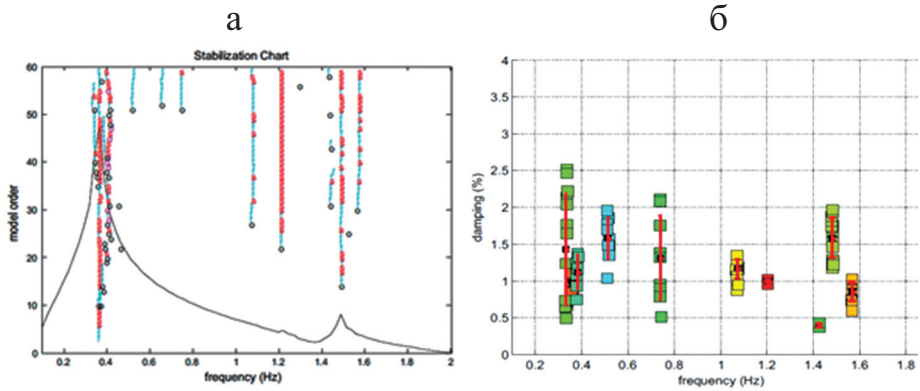 а
б
Stabilization Chart
60
50
40
30
20
10
0
model order
0.2 0.4 0.6 0.8 1 1.2 1.4 1.6 1.8 2
frequency (Hz)
4
3.5
3
2.5
2
1.5
1
0.5
0
damping (%)
0.2 0.4 0.6 0.8 1 1.2 1.4 1.6 1.8
frequency (Hz)